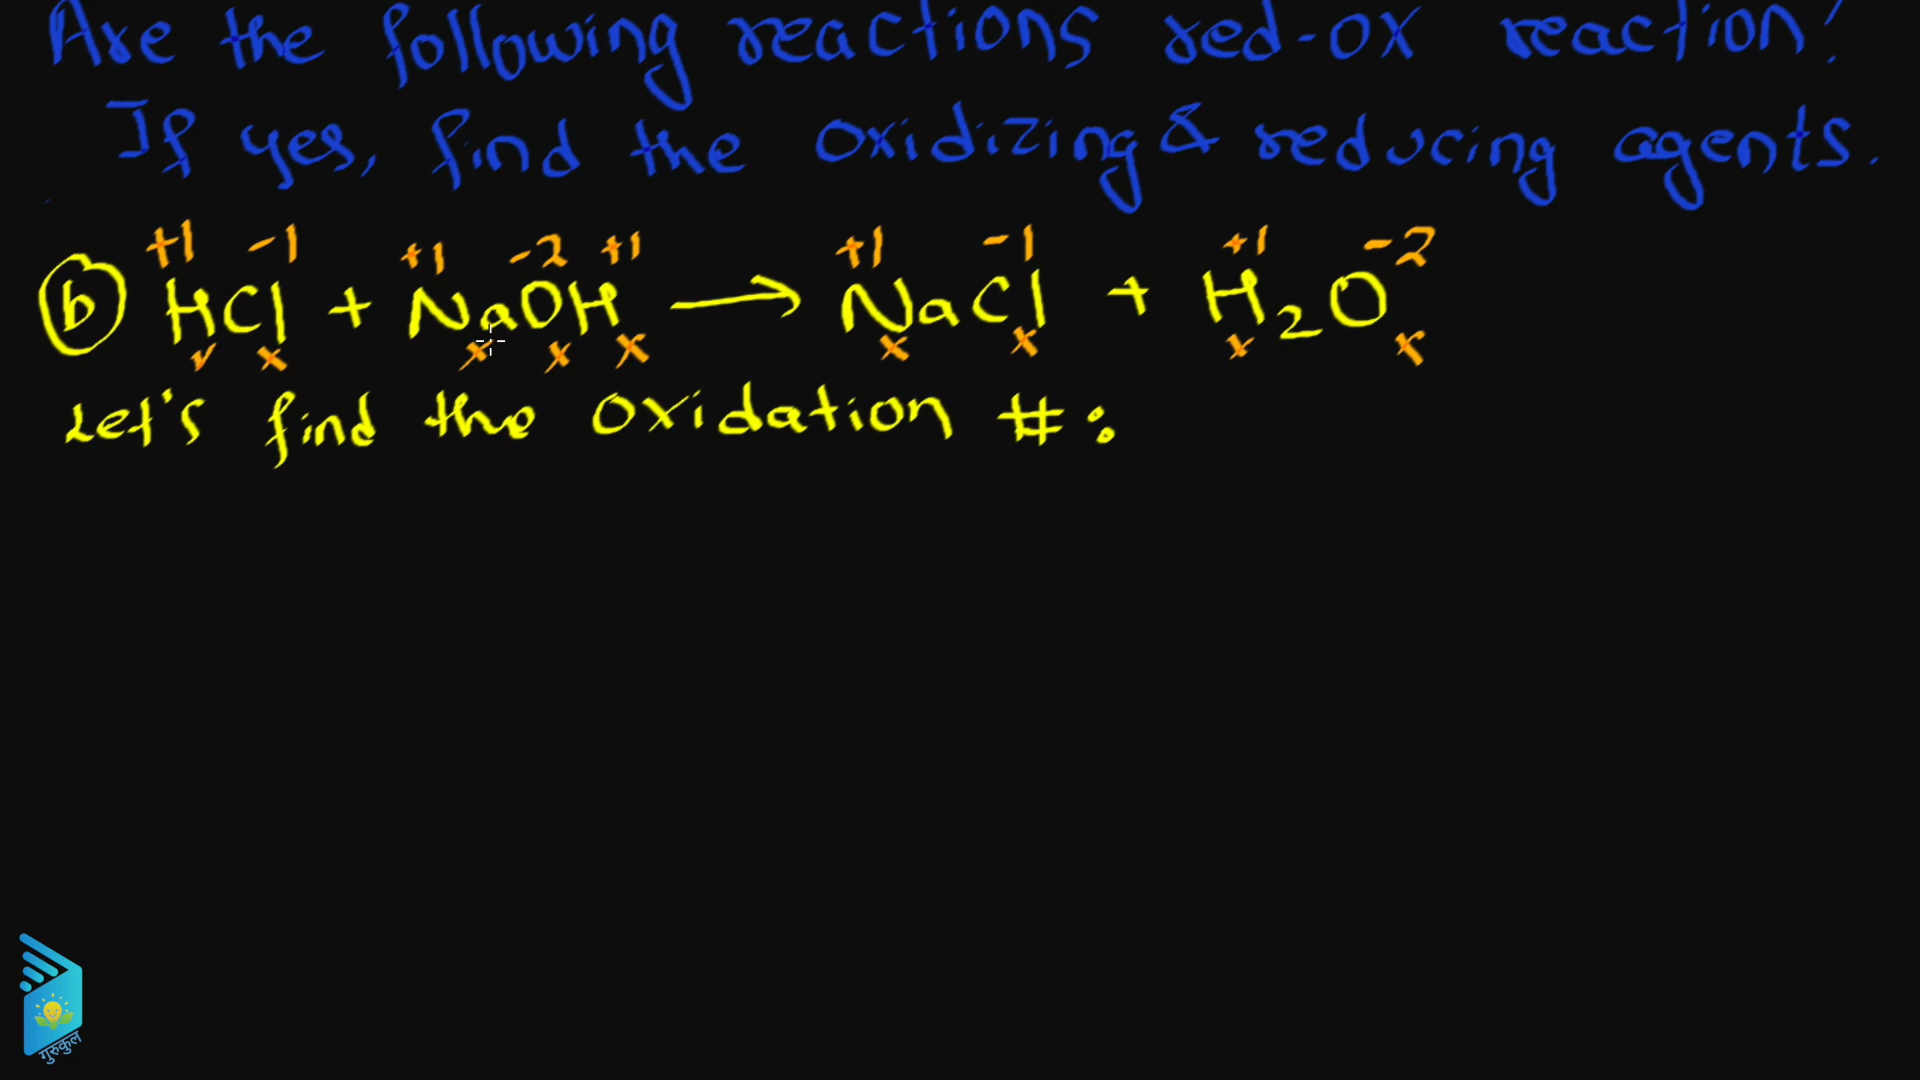 Are the following reactions red-ox reaction?
If yes, find the oxidizing & reducing agents.
+1 -1 +1 -2 +1 +1 -1 +1 -2
ⓑ HCl + NaOH → NaCl + H₂O
✓ x x x x x x x x
Let's find the oxidation #:
गुरुकुल